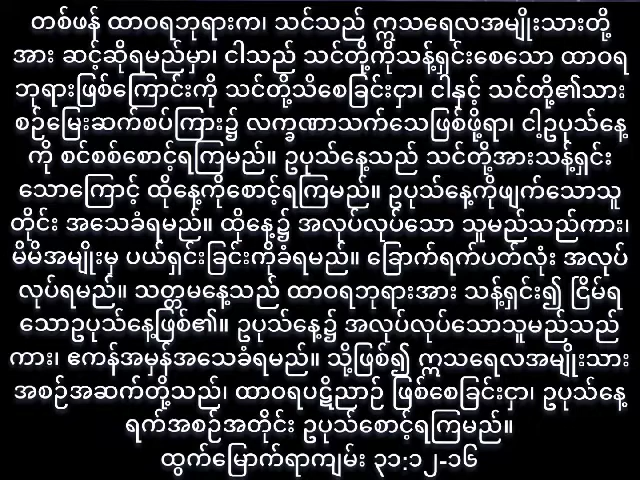 တစ်ဖန် ထာဝရဘုရားက၊ သင်သည် ဣသရေလအမျိုးသားတို့
အား ဆင့်ဆိုရမည်မှာ၊ ငါသည် သင်တို့ကိုသန့်ရှင်းစေသော ထာဝရ
ဘုရားဖြစ်ကြောင်းကို သင်တို့သိစေခြင်းငှာ၊ ငါနှင့် သင်တို့၏သား
စဉ်မြေးဆက်စပ်ကြား၌ လက္ခဏာသက်သေဖြစ်ဖို့ရာ၊ ငါ့ဥပုသ်နေ့
ကို စင်စစ်စောင့်ရကြမည်။ ဥပုသ်နေ့သည် သင်တို့အားသန့်ရှင်း
သောကြောင့် ထိုနေ့ကိုစောင့်ရကြမည်။ ဥပုသ်နေ့ကိုဖျက်သောသူ
တိုင်း အသေခံရမည်။ ထိုနေ့၌ အလုပ်လုပ်သော သူမည်သည်ကား၊
မိမိအမျိုးမှ ပယ်ရှင်းခြင်းကိုခံရမည်။ ခြောက်ရက်ပတ်လုံး အလုပ်
လုပ်ရမည်။ သတ္တမနေ့သည် ထာဝရဘုရားအား သန့်ရှင်း၍ ငြိမ်ရ
သောဥပုသ်နေ့ဖြစ်၏။ ဥပုသ်နေ့၌ အလုပ်လုပ်သောသူမည်သည်
ကား၊ ဧကန်အမှန်အသေခံရမည်။ သို့ဖြစ်၍ ဣသရေလအမျိုးသား
အစဉ်အဆက်တို့သည်၊ ထာဝရပဋိညာဉ် ဖြစ်စေခြင်းငှာ၊ ဥပုသ်နေ့
ရက်အစဉ်အတိုင်း ဥပုသ်စောင့်ရကြမည်။
ထွက်မြောက်ရာကျမ်း ၃၁:၁၂-၁၆